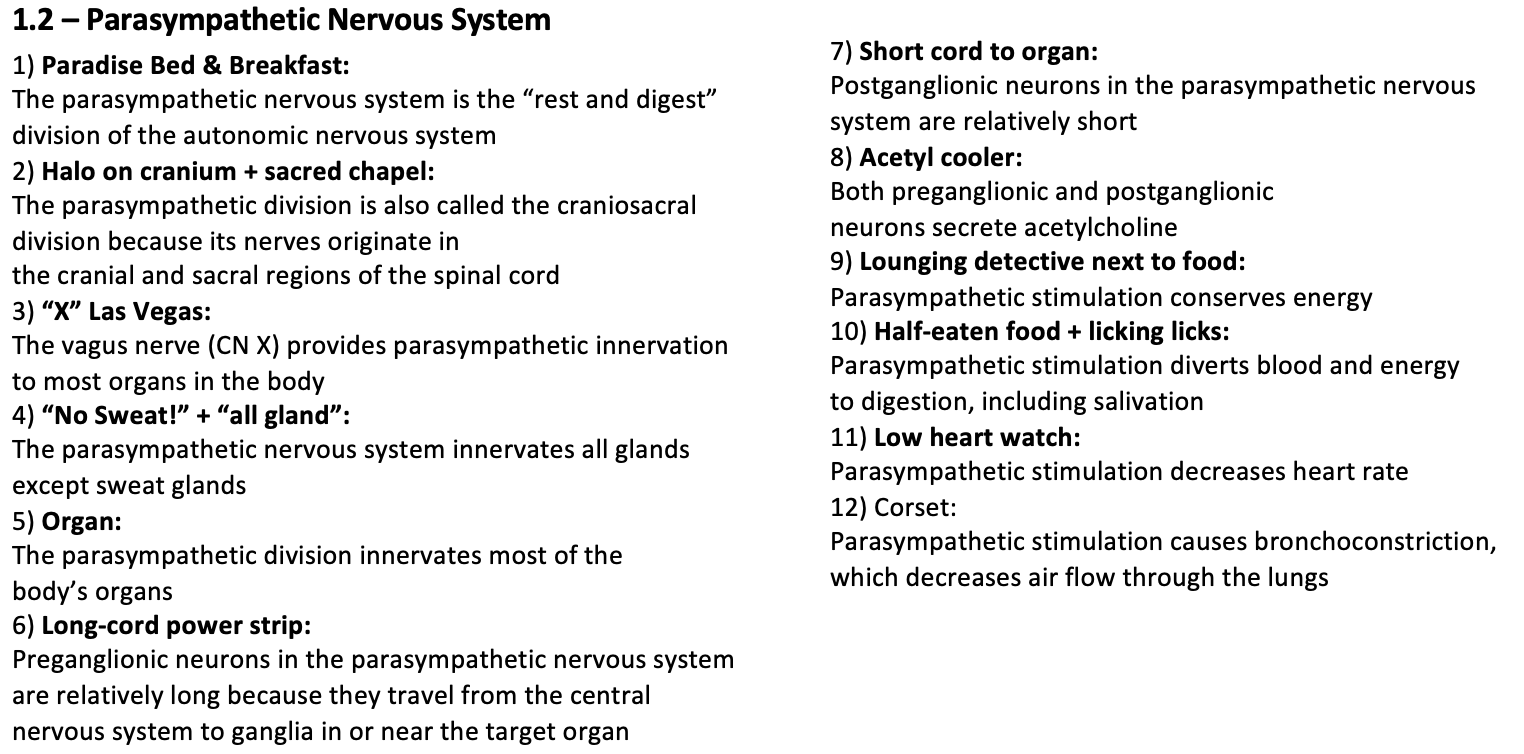 1.2 – Parasympathetic Nervous System
1) Paradise Bed & Breakfast:
The parasympathetic nervous system is the “rest and digest”
division of the autonomic nervous system
2) Halo on cranium + sacred chapel:
The parasympathetic division is also called the craniosacral
division because its nerves originate in
the cranial and sacral regions of the spinal cord
3) “X” Las Vegas:
The vagus nerve (CN X) provides parasympathetic innervation
to most organs in the body
4) “No Sweat!” + “all gland”:
The parasympathetic nervous system innervates all glands
except sweat glands
5) Organ:
The parasympathetic division innervates most of the
body’s organs
6) Long-cord power strip:
Preganglionic neurons in the parasympathetic nervous system
are relatively long because they travel from the central
nervous system to ganglia in or near the target organ
7) Short cord to organ:
Postganglionic neurons in the parasympathetic nervous
system are relatively short
8) Acetyl cooler:
Both preganglionic and postganglionic
neurons secrete acetylcholine
9) Lounging detective next to food:
Parasympathetic stimulation conserves energy
10) Half-eaten food + licking licks:
Parasympathetic stimulation diverts blood and energy
to digestion, including salivation
11) Low heart watch:
Parasympathetic stimulation decreases heart rate
12) Corset:
Parasympathetic stimulation causes bronchoconstriction,
which decreases air flow through the lungs